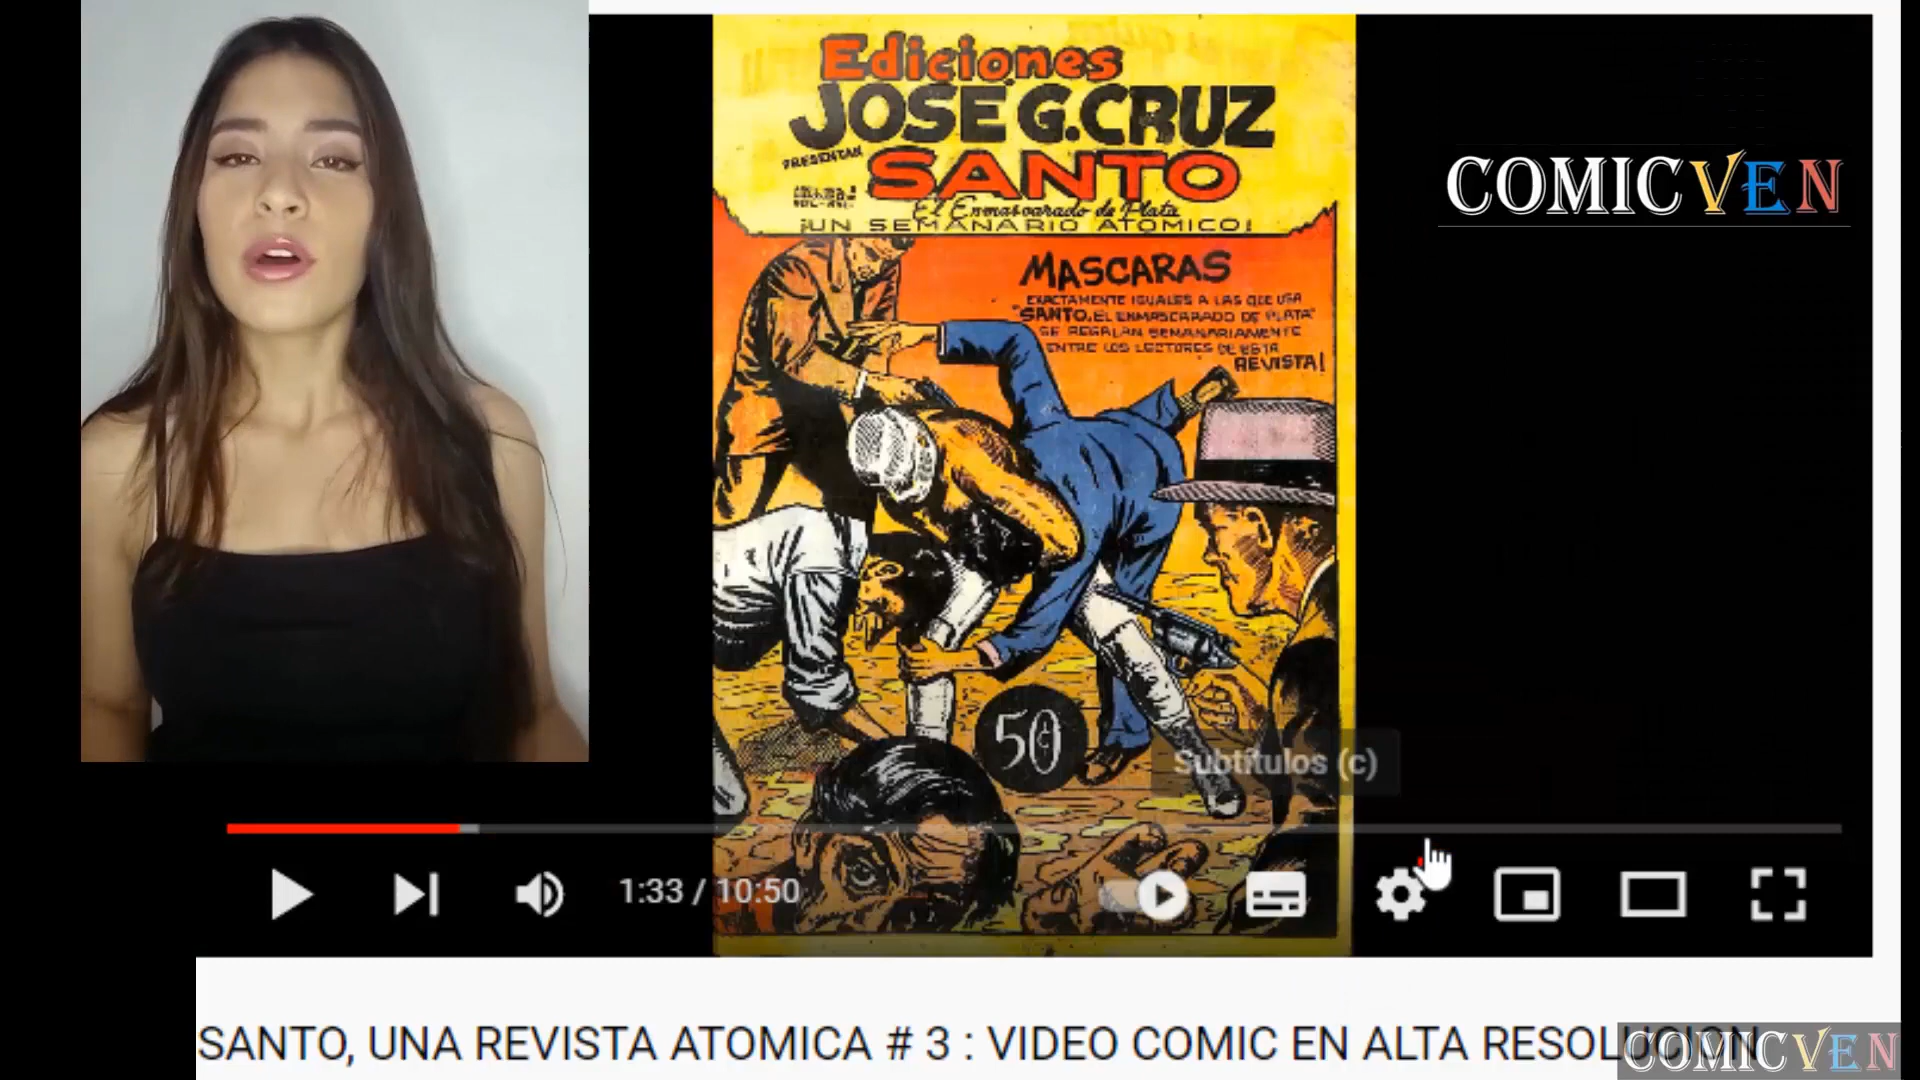 Ediciones
JOSE G. CRUZ
PRESENTAN
SANTO
El Enmascarado de Plata
¡UN SEMANARIO ATOMICO!
COMICVEN
MASCARAS
EXACTAMENTE IGUALES A LAS QUE USA
"SANTO, EL ENMASCARADO DE PLATA"
SE REGALAN SEMANARIAMENTE
ENTRE LOS LECTORES DE ESTA
REVISTA!
50¢
Subtítulos (c)
1:33 / 10:50
SANTO, UNA REVISTA ATOMICA # 3 : VIDEO COMIC EN ALTA RESOLUCION
COMICVEN